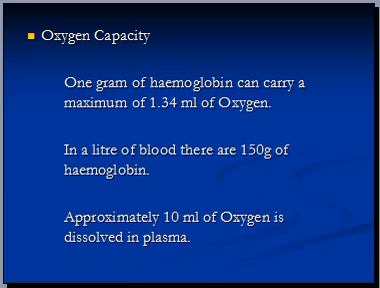 Oxygen Capacity
One gram of haemoglobin can carry a
maximum of 1.34 ml of Oxygen.
In a litre of blood there are 150g of
haemoglobin.
Approximately 10 ml of Oxygen is
dissolved in plasma.